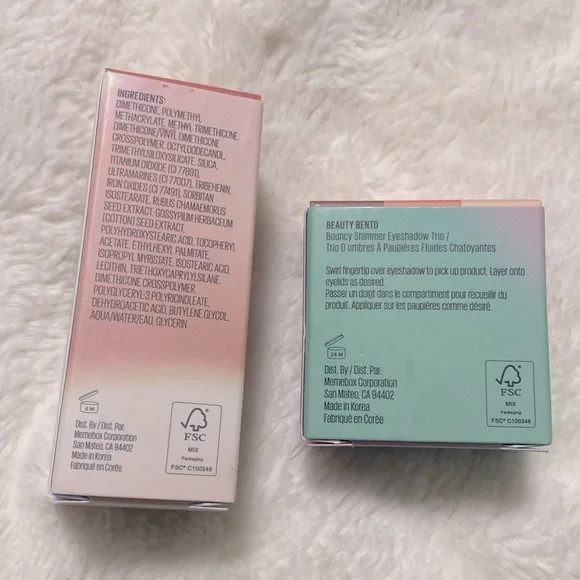 INGREDIENTS:
DIMETHICONE, POLYMETHYL
METHACRYLATE, METHYL TRIMETHICONE,
DIMETHICONE/VINYL DIMETHICONE
CROSSPOLYMER, OCTYLDODECANOL,
TRIMETHYLSILOXYSILICATE, SILICA,
TITANIUM DIOXIDE (CI 77891),
ULTRAMARINES (CI 77007), TRIBEHENIN,
IRON OXIDES (CI 77491), SORBITAN
ISOSTEARATE, RUBUS CHAMAEMORUS
SEED EXTRACT, GOSSYPIUM HERBACEUM
(COTTON) SEED EXTRACT,
POLYHYDROXYSTEARIC ACID, TOCOPHERYL
ACETATE, ETHYLHEXYL PALMITATE,
ISOPROPYL MYRISTATE, ISOSTEARIC ACID,
LECITHIN, TRIETHOXYCAPRYLYLSILANE,
DIMETHICONE CROSSPOLYMER,
POLYGLYCERYL-3 POLYRICINOLEATE,
DEHYDROACETIC ACID, BUTYLENE GLYCOL,
AQUA/WATER/EAU, GLYCERIN
6 M
Dist. By / Dist. Par:
Memebox Corporation
San Mateo, CA 94402
Made in Korea
Fabriqué en Corée
FSC
MIX
Packaging
FSC® C100348
BEAUTY BENTO
Bouncy Shimmer Eyeshadow Trio /
Trio D'ombres À Paupières Fluides Chatoyantes
Swirl fingertip over eyeshadow to pick up product. Layer onto
eyelids as desired.
Passer un doigt dans le compartiment pour recueillir du
produit. Appliquer sur les paupières comme désiré.
24 M
Dist. By / Dist. Par:
Memebox Corporation
San Mateo, CA 94402
Made in Korea
Fabriqué en Corée
FSC
MIX
Packaging
FSC® C100348